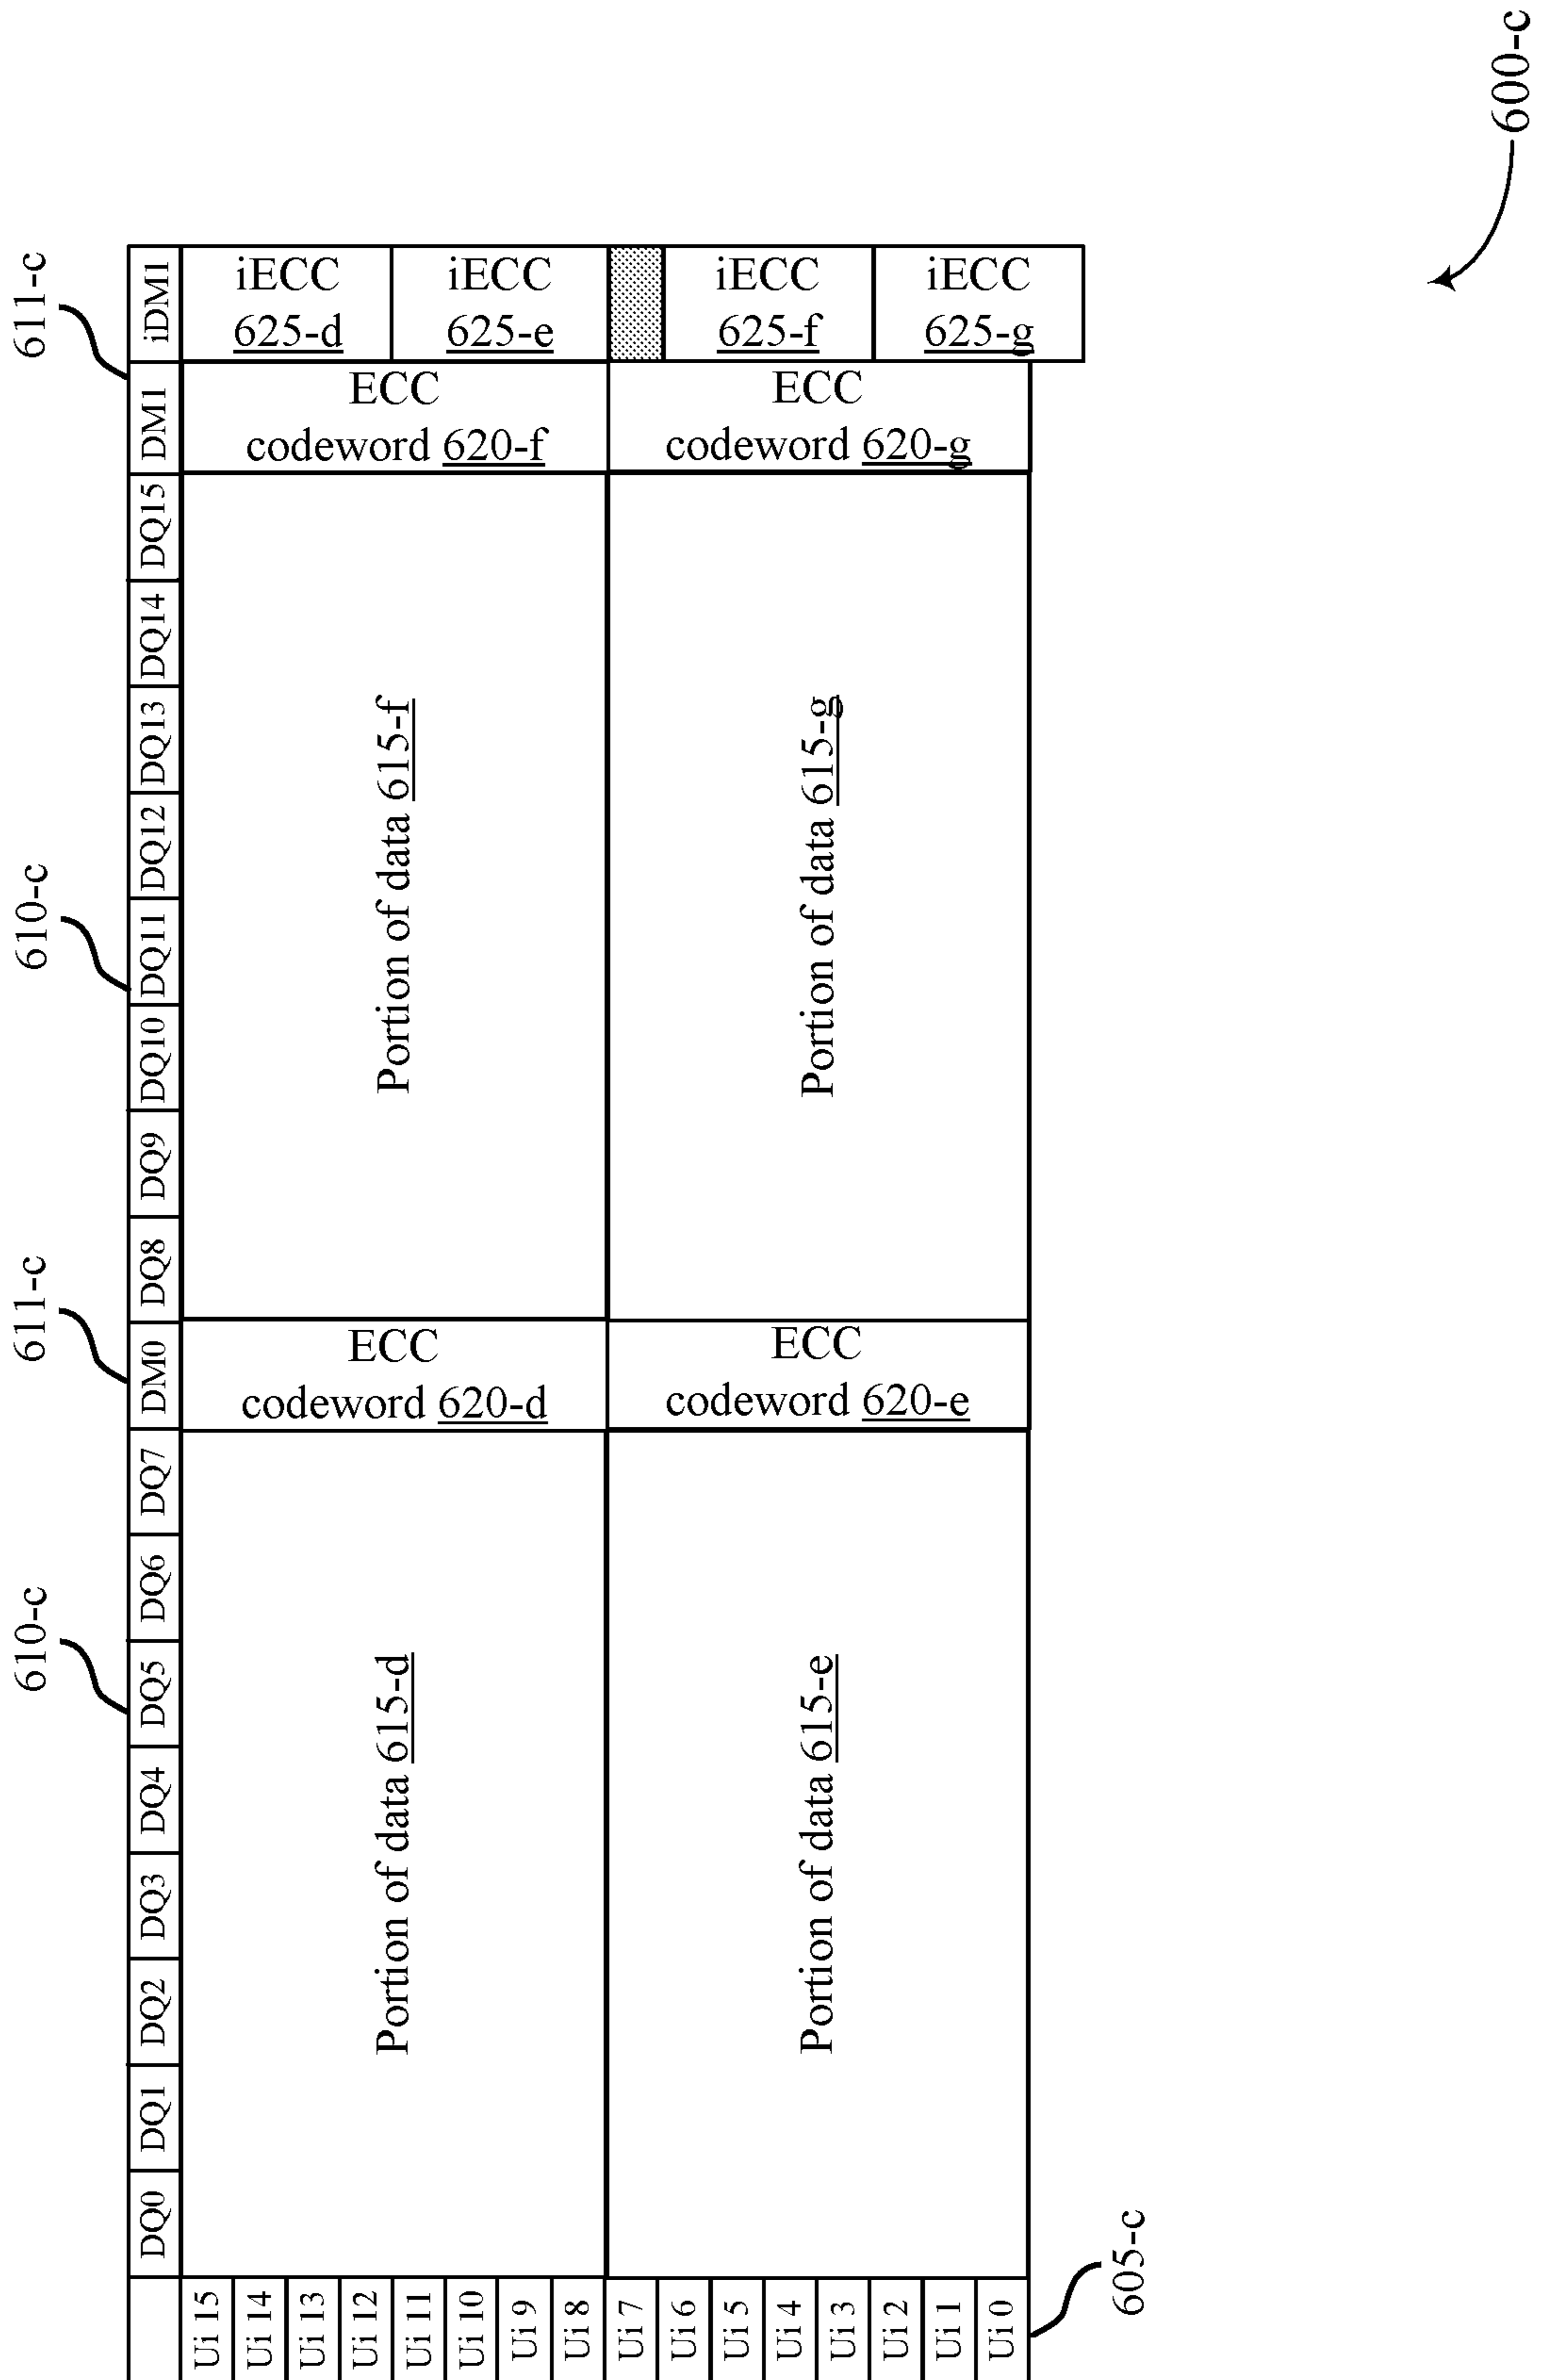 611-c
610-c
611-c
610-c
DQ0 DQ1 DQ2 DQ3 DQ4 DQ5 DQ6 DQ7 DM0 DQ8 DQ9 DQ10 DQ11 DQ12 DQ13 DQ14 DQ15 DM1 iDM1
Ui 15
Ui 14
Ui 13
Ui 12
Ui 11
Ui 10
Ui 9
Ui 8
Ui 7
Ui 6
Ui 5
Ui 4
Ui 3
Ui 2
Ui 1
Ui 0
Portion of data 615-d
ECC
codeword 620-d
Portion of data 615-f
ECC
codeword 620-f
iECC
625-d
iECC
625-e
Portion of data 615-e
ECC
codeword 620-e
Portion of data 615-g
ECC
codeword 620-g
iECC
625-f
iECC
625-g
605-c
600-c